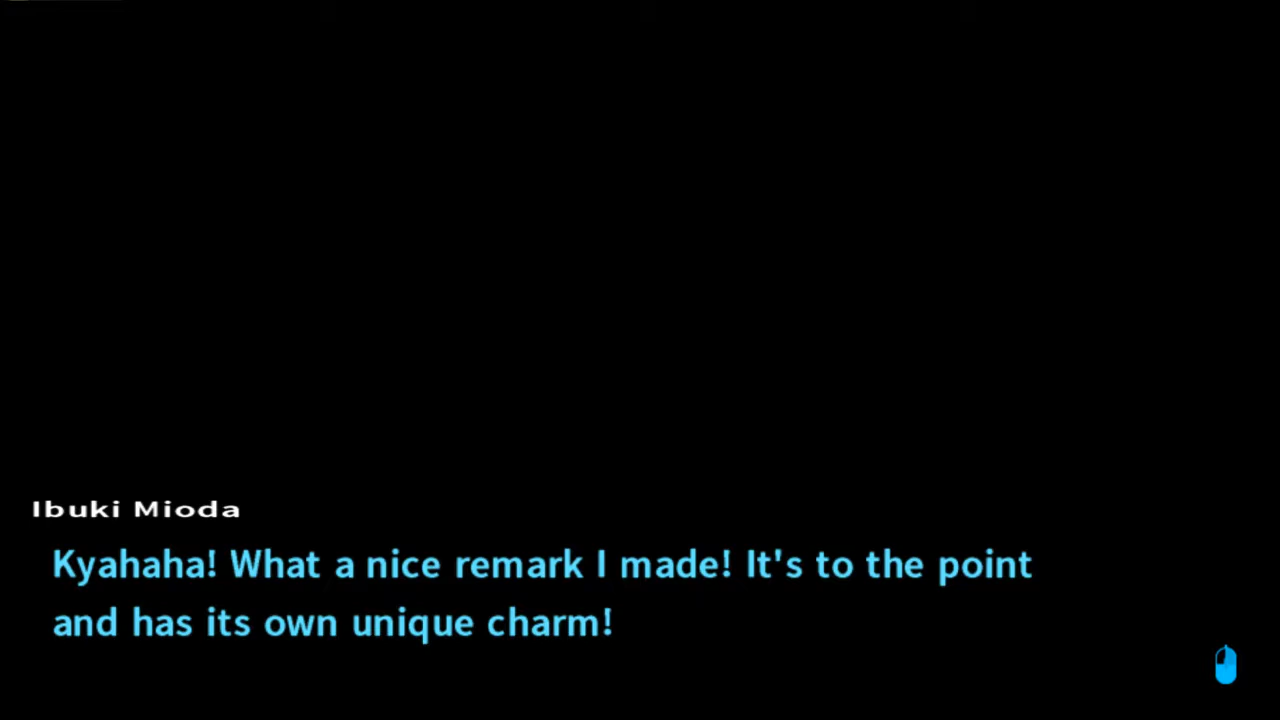 Ibuki Mioda
Kyahaha! What a nice remark I made! It's to the point
and has its own unique charm!